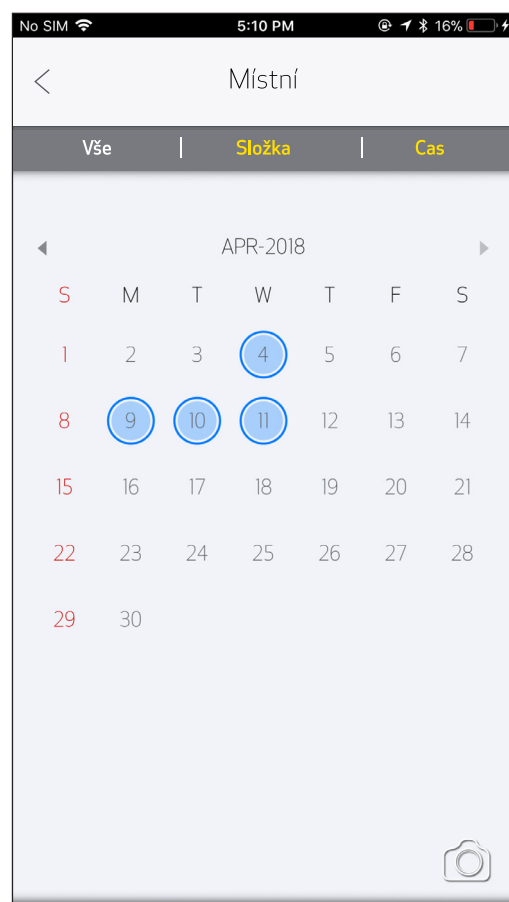 No SIM 5:10 PM 16%
Místní
Vše Složka Cas
APR-2018
S M T W T F S
1 2 3 4 5 6 7
8 9 10 11 12 13 14
15 16 17 18 19 20 21
22 23 24 25 26 27 28
29 30